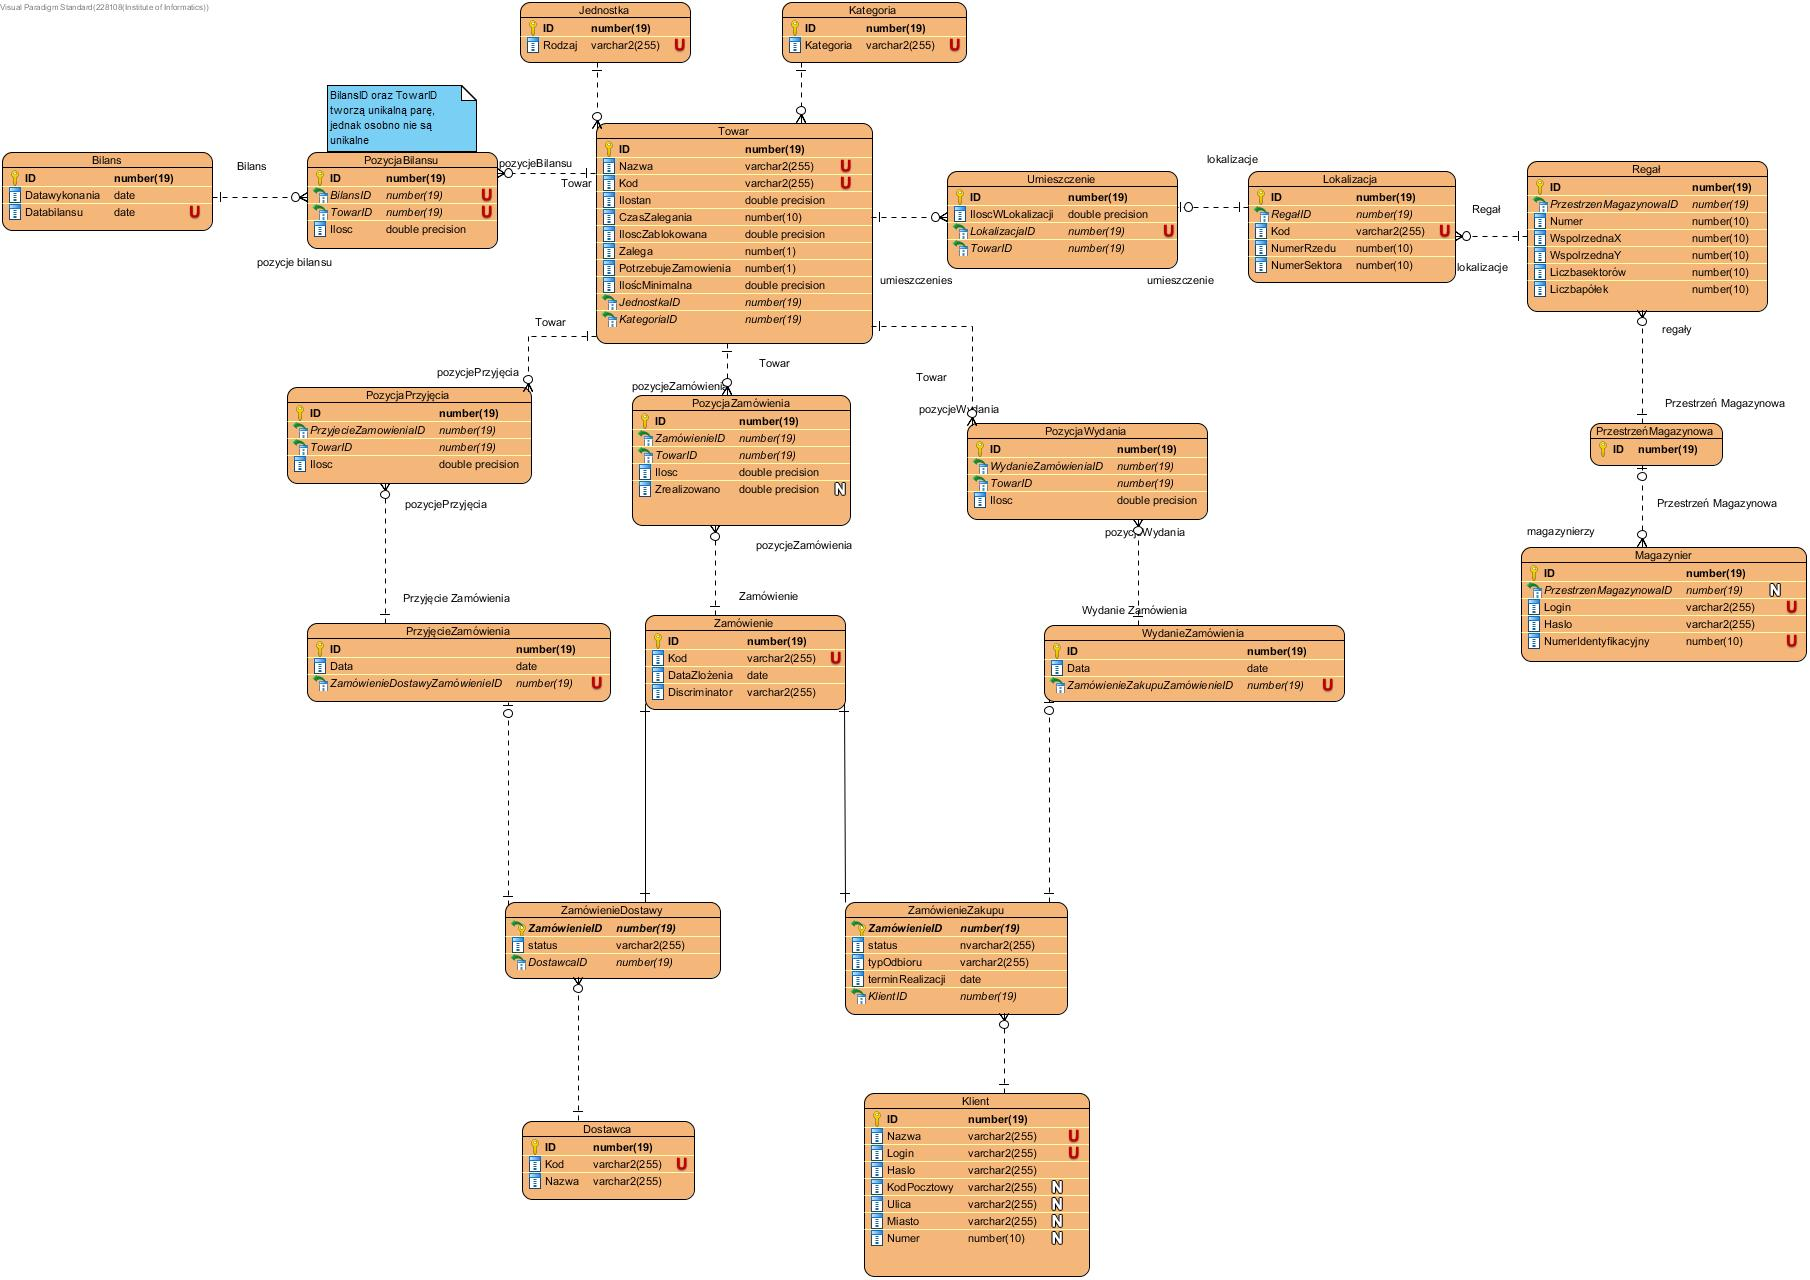 Visual Paradigm Standard(228108(Institute of Informatics))
Jednostka
ID number(19)
Rodzaj varchar2(255) U
Kategoria
ID number(19)
Kategoria varchar2(255) U
BilansID oraz TowarID
tworzą unikalną parę,
jednak osobno nie są
unikalne
Bilans
ID number(19)
Datawykonania date
Databilansu date U
Bilans
pozycje bilansu
PozycjaBilansu
ID number(19)
BilansID number(19) U
TowarID number(19) U
Ilosc double precision
pozycjeBilansu
Towar
Towar
ID number(19)
Nazwa varchar2(255) U
Kod varchar2(255) U
Ilostan double precision
CzasZalegania number(10)
IloscZablokowana double precision
Zalega number(1)
PotrzebujeZamowienia number(1)
IloścMinimalna double precision
JednostkaID number(19)
KategoriaID number(19)
umieszczenies
Umieszczenie
ID number(19)
IloscWLokalizacji double precision
LokalizacjaID number(19) U
TowarID number(19)
lokalizacje
umieszczenie
Lokalizacja
ID number(19)
RegałID number(19)
Kod varchar2(255) U
NumerRzedu number(10)
NumerSektora number(10)
Regał
lokalizacje
Regał
ID number(19)
PrzestrzenMagazynowaID number(19)
Numer number(10)
WspolrzednaX number(10)
WspolrzednaY number(10)
Liczbasektorów number(10)
Liczbapółek number(10)
regały
Przestrzeń Magazynowa
PrzestrzeńMagazynowa
ID number(19)
Przestrzeń Magazynowa
magazynierzy
Magazynier
ID number(19)
PrzestrzenMagazynowaID number(19) N
Login varchar2(255) U
Haslo varchar2(255)
NumerIdentyfikacyjny number(10) U
Towar
pozycjePrzyjęcia
PozycjaPrzyjęcia
ID number(19)
PrzyjecieZamowieniaID number(19)
TowarID number(19)
Ilosc double precision
pozycjePrzyjęcia
Przyjęcie Zamówienia
Towar
pozycjeZamówienia
PozycjaZamówienia
ID number(19)
ZamówienieID number(19)
TowarID number(19)
Ilosc double precision
Zrealizowano double precision N
pozycjeZamówienia
Zamówienie
Towar
pozycjeWydania
PozycjaWydania
ID number(19)
WydanieZamówieniaID number(19)
TowarID number(19)
Ilosc double precision
pozycjeWydania
Wydanie Zamówienia
PrzyjęcieZamówienia
ID number(19)
Data date
ZamówienieDostawyZamówienieID number(19) U
Zamówienie
ID number(19)
Kod varchar2(255) U
DataZlożenia date
Discriminator varchar2(255)
WydanieZamówienia
ID number(19)
Data date
ZamówienieZakupuZamówienieID number(19) U
ZamówienieDostawy
ZamówienieID number(19)
status varchar2(255)
DostawcaID number(19)
ZamówienieZakupu
ZamówienieID number(19)
status nvarchar2(255)
typOdbioru varchar2(255)
terminRealizacji date
KlientID number(19)
Dostawca
ID number(19)
Kod varchar2(255) U
Nazwa varchar2(255)
Klient
ID number(19)
Nazwa varchar2(255) U
Login varchar2(255) U
Haslo varchar2(255)
KodPocztowy varchar2(255) N
Ulica varchar2(255) N
Miasto varchar2(255) N
Numer number(10) N